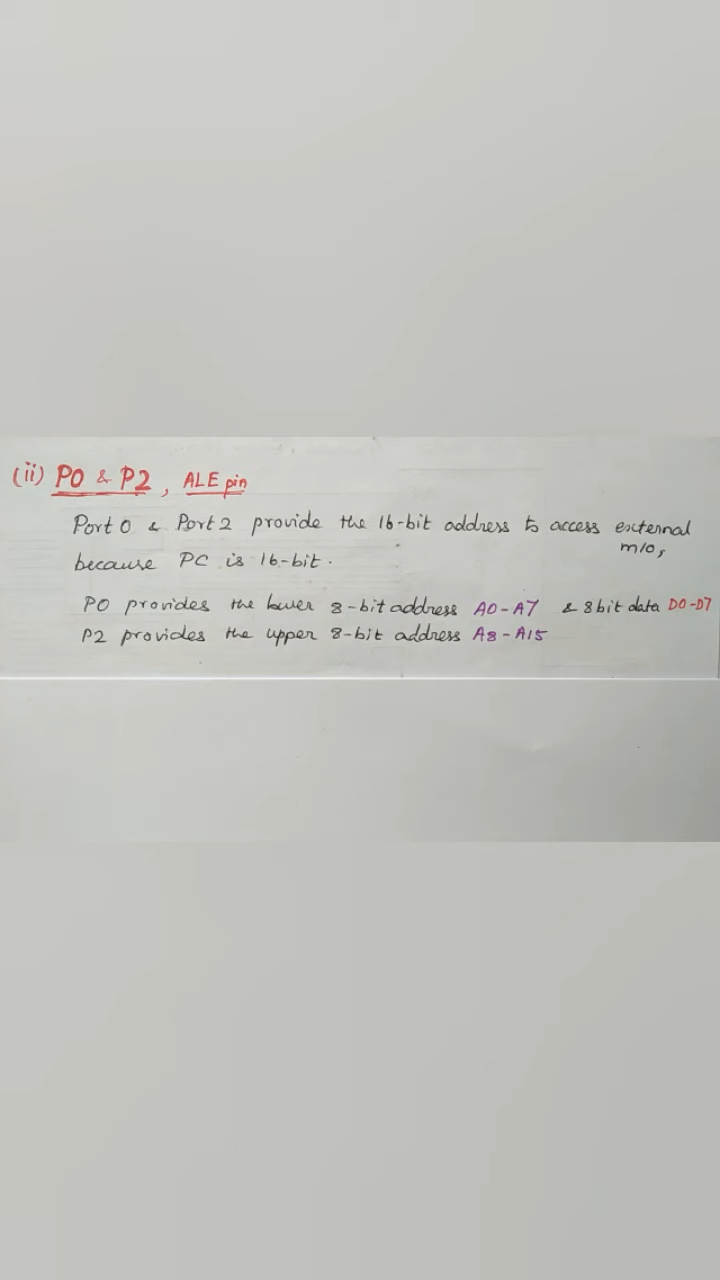 (ii) P0 & P2, ALE pin
Port 0 & Port 2 provide the 16-bit address to access external
m/o,
because PC is 16-bit.
P0 provides the lower 8-bit address A0-A7 & 8 bit data D0-D7
P2 provides the upper 8-bit address A8-A15